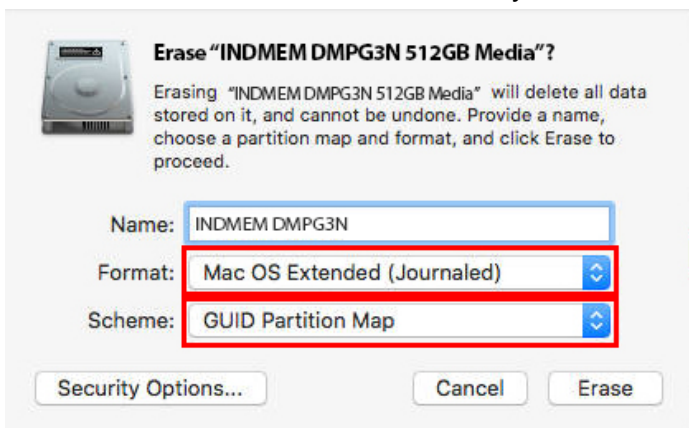 Erase “INDMEM DMPG3N 512GB Media”?
Erasing “INDMEM DMPG3N 512GB Media” will delete all data
stored on it, and cannot be undone. Provide a name,
choose a partition map and format, and click Erase to
proceed.
Name: INDMEM DMPG3N
Format: Mac OS Extended (Journaled)
Scheme: GUID Partition Map
Security Options... Cancel Erase